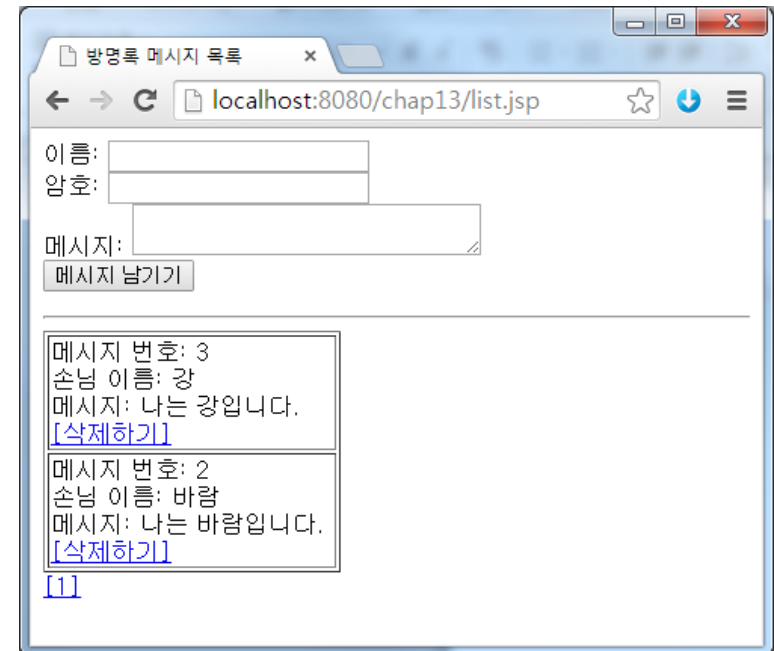 방명록 메시지 목록
localhost:8080/chap13/list.jsp
이름:
암호:
메시지:
메시지 남기기
메시지 번호: 3
손님 이름: 강
메시지: 나는 강입니다.
[삭제하기]
메시지 번호: 2
손님 이름: 바람
메시지: 나는 바람입니다.
[삭제하기]
[1]